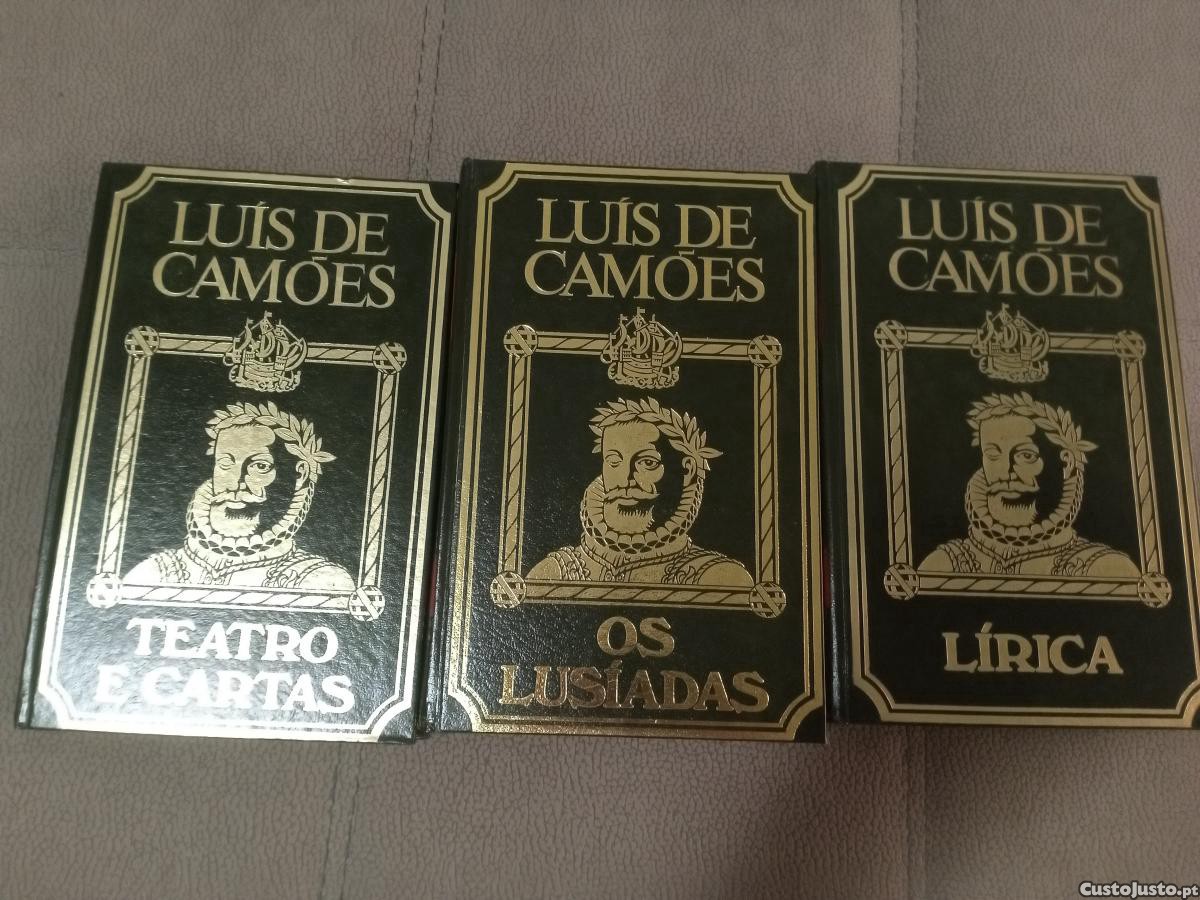 LUÍS DE
CAMÕES
TEATRO
E CARTAS
LUÍS DE
CAMÕES
OS
LUSÍADAS
LUÍS DE
CAMÕES
LÍRICA
CustoJusto.pt